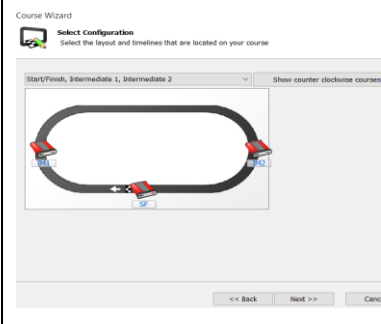 Course Wizard
Select Configuration
Select the layout and timelines that are located on your course
Start/Finish, Intermediate 1, Intermediate 2
Show counter clockwise courses
IM1
IM2
SF
<< Back
Next >>
Canc